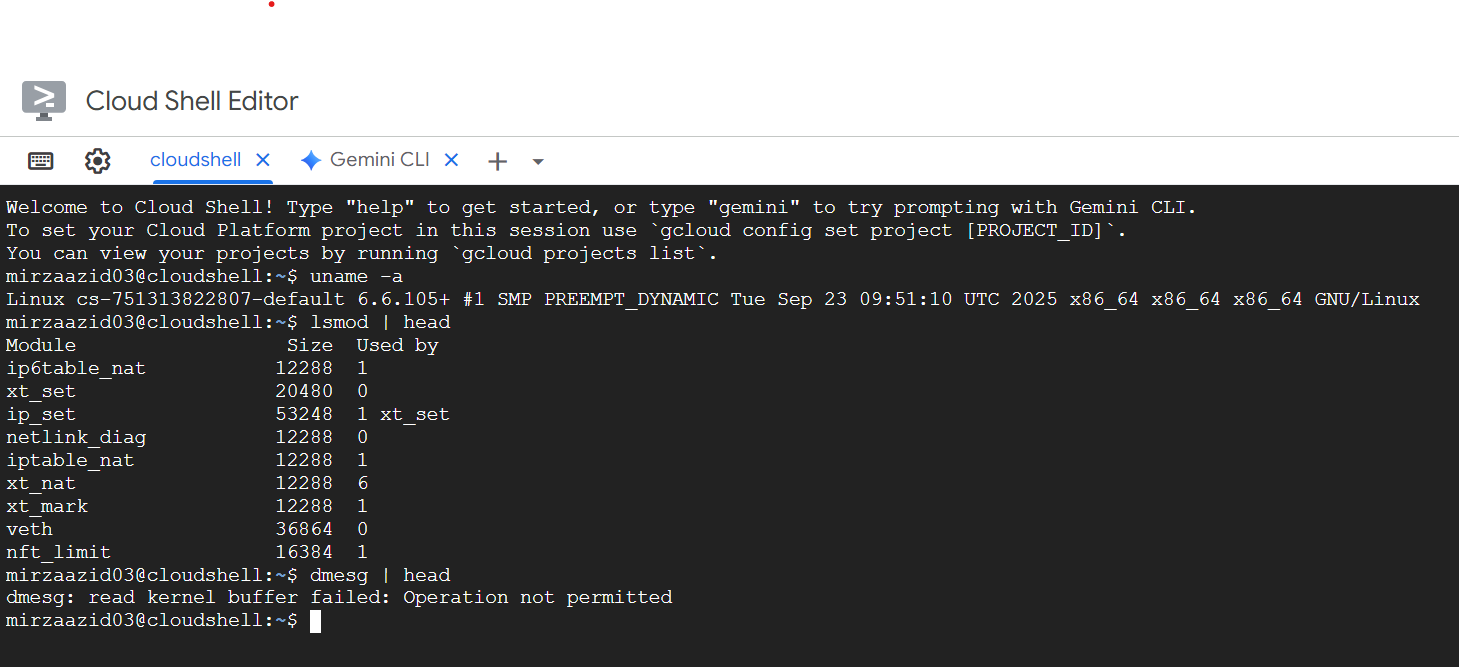 Cloud Shell Editor
cloudshell Gemini CLI
Welcome to Cloud Shell! Type "help" to get started, or type "gemini" to try prompting with Gemini CLI.
To set your Cloud Platform project in this session use `gcloud config set project [PROJECT_ID]`.
You can view your projects by running `gcloud projects list`.
mirzaazid03@cloudshell:~$ uname -a
Linux cs-751313822807-default 6.6.105+ #1 SMP PREEMPT_DYNAMIC Tue Sep 23 09:51:10 UTC 2025 x86_64 x86_64 x86_64 GNU/Linux
mirzaazid03@cloudshell:~$ lsmod | head
Module                  Size  Used by
ip6table_nat           12288  1
xt_set                 20480  0
ip_set                 53248  1 xt_set
netlink_diag           12288  0
iptable_nat            12288  1
xt_nat                 12288  6
xt_mark                12288  1
veth                   36864  0
nft_limit              16384  1
mirzaazid03@cloudshell:~$ dmesg | head
dmesg: read kernel buffer failed: Operation not permitted
mirzaazid03@cloudshell:~$